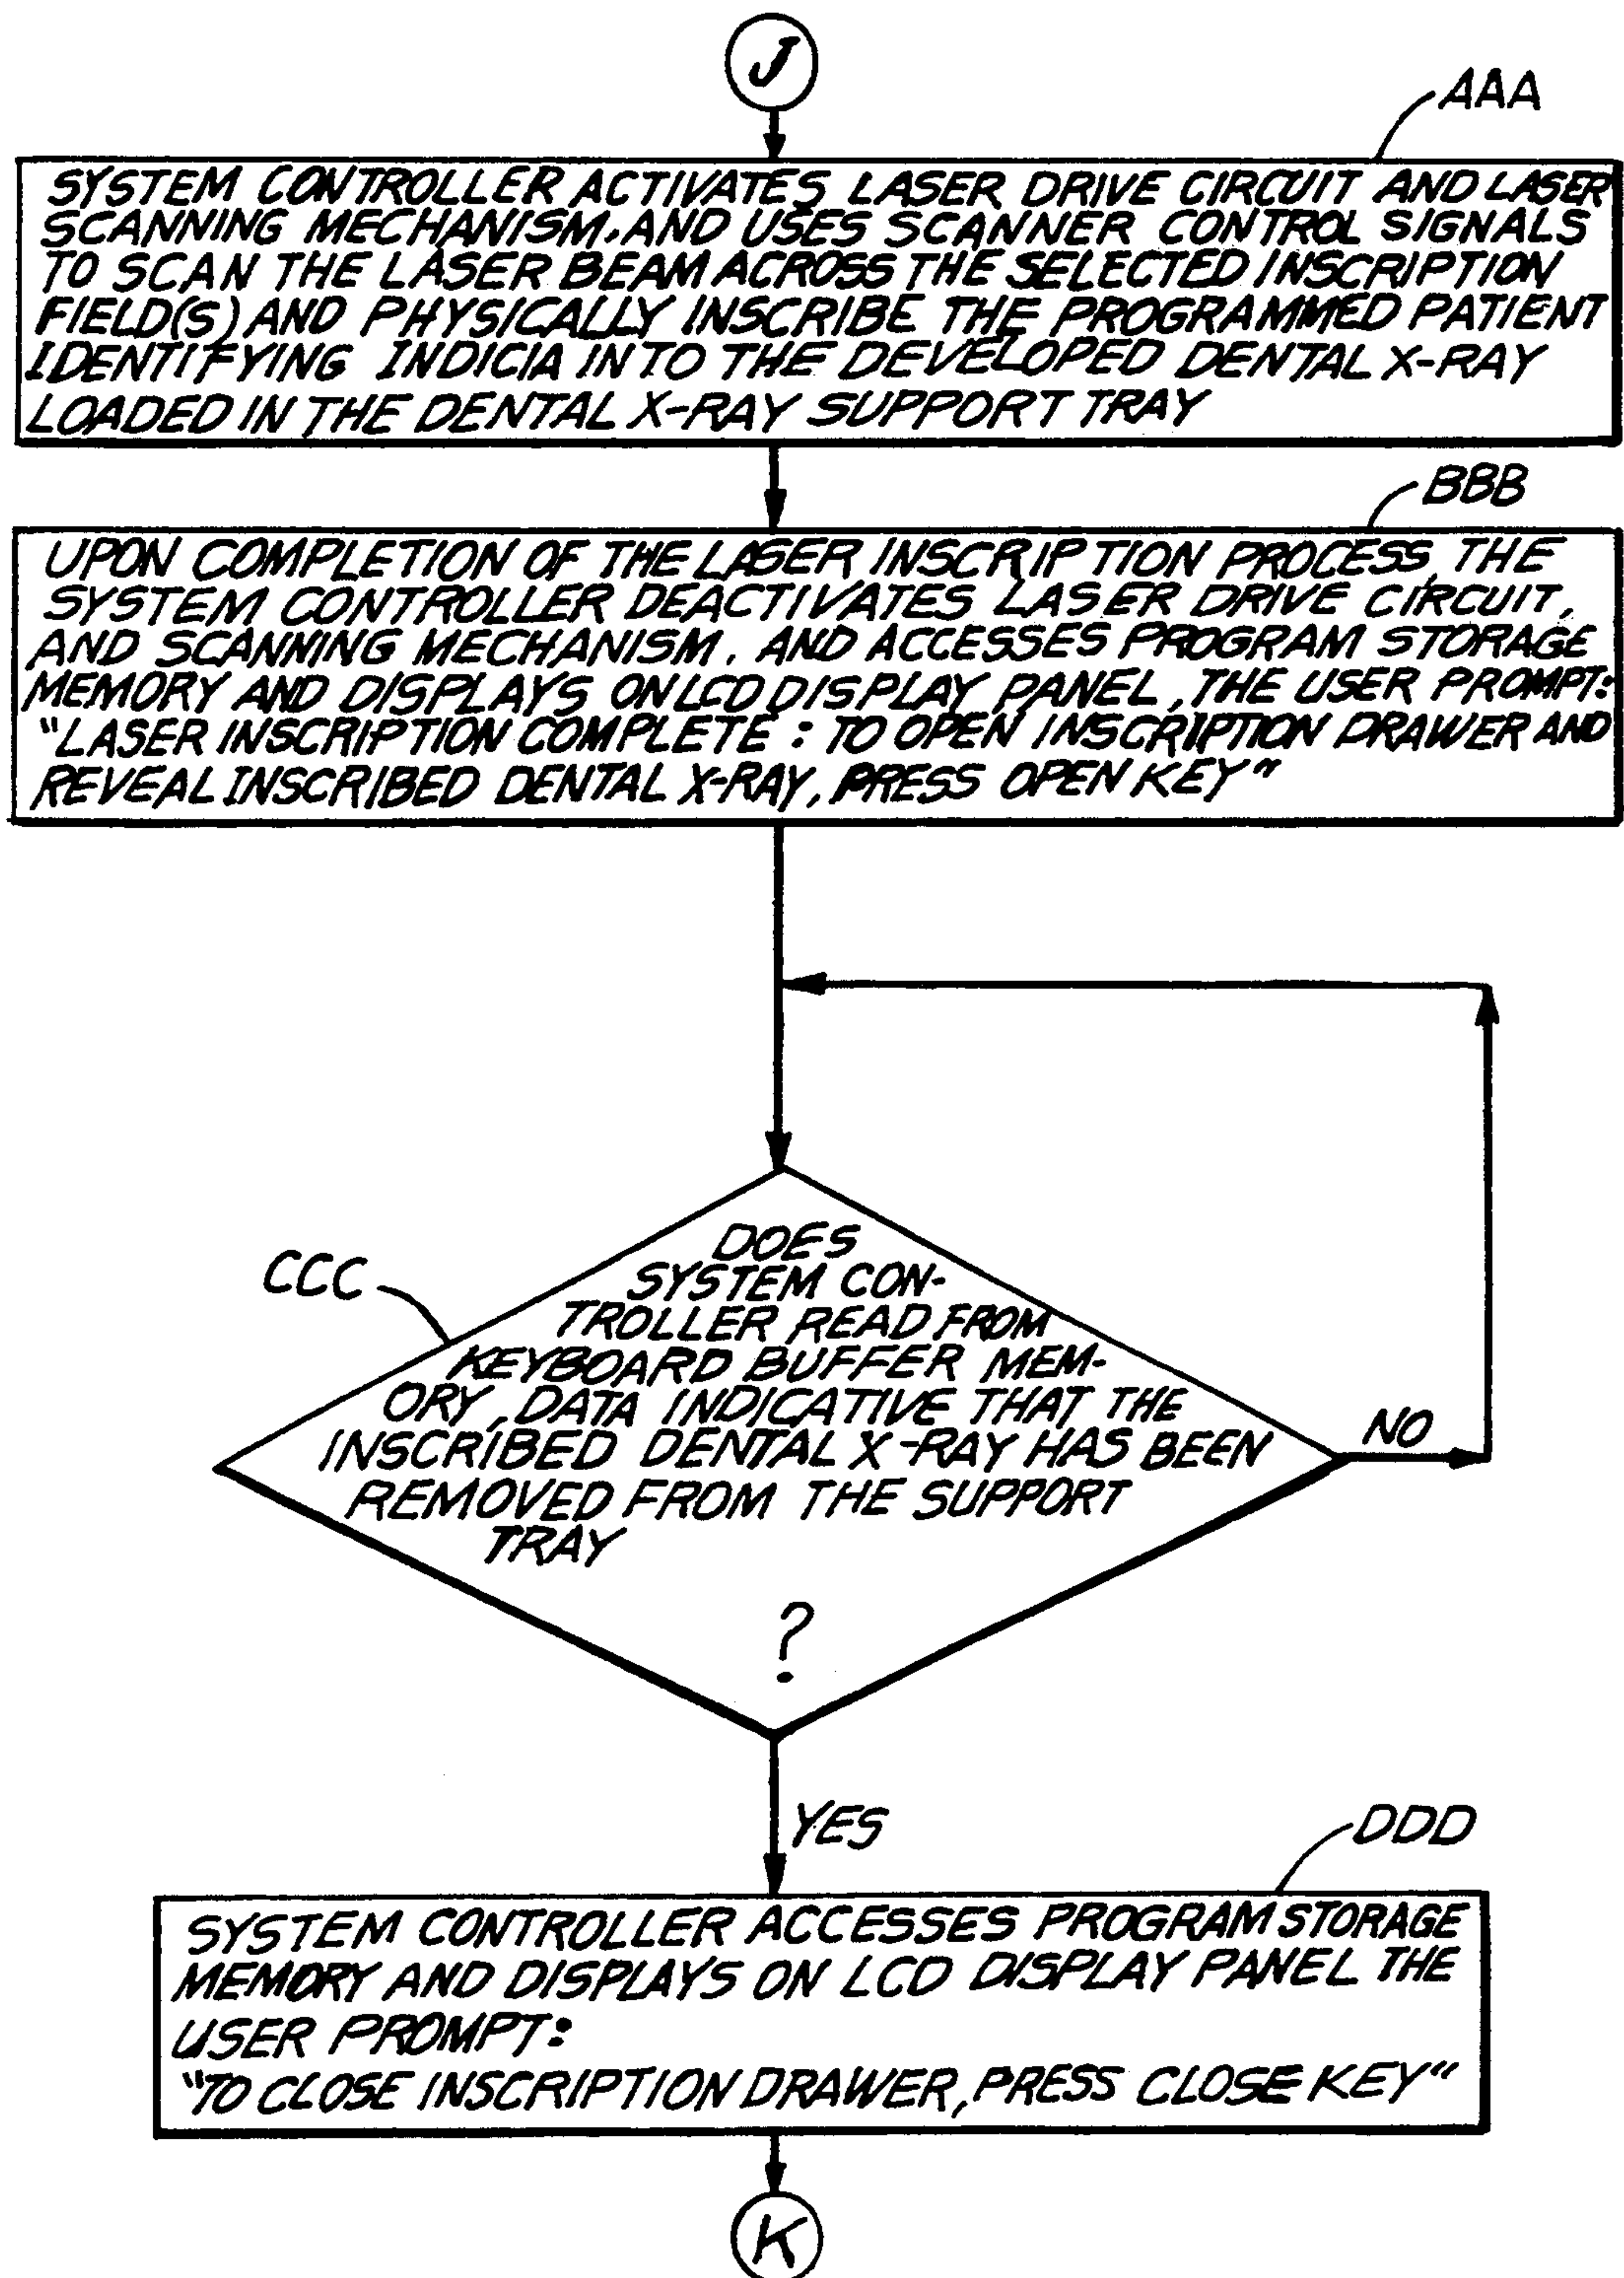 J
AAA
SYSTEM CONTROLLER ACTIVATES LASER DRIVE CIRCUIT AND LASER
SCANNING MECHANISM, AND USES SCANNER CONTROL SIGNALS
TO SCAN THE LASER BEAM ACROSS THE SELECTED INSCRIPTION
FIELD(S) AND PHYSICALLY INSCRIBE THE PROGRAMMED PATIENT
IDENTIFYING INDICIA INTO THE DEVELOPED DENTAL X-RAY
LOADED IN THE DENTAL X-RAY SUPPORT TRAY
BBB
UPON COMPLETION OF THE LASER INSCRIPTION PROCESS, THE
SYSTEM CONTROLLER DEACTIVATES LASER DRIVE CIRCUIT,
AND SCANNING MECHANISM, AND ACCESSES PROGRAM STORAGE
MEMORY AND DISPLAYS ON LCD DISPLAY PANEL, THE USER PROMPT:
"LASER INSCRIPTION COMPLETE: TO OPEN INSCRIPTION DRAWER AND
REVEAL INSCRIBED DENTAL X-RAY, PRESS OPEN KEY"
CCC
DOES
SYSTEM CON-
TROLLER READ FROM
KEYBOARD BUFFER MEM-
ORY, DATA INDICATIVE THAT THE
INSCRIBED DENTAL X-RAY HAS BEEN
REMOVED FROM THE SUPPORT
TRAY
?
NO
YES
DDD
SYSTEM CONTROLLER ACCESSES PROGRAM STORAGE
MEMORY AND DISPLAYS ON LCD DISPLAY PANEL THE
USER PROMPT:
"TO CLOSE INSCRIPTION DRAWER, PRESS CLOSE KEY"
K